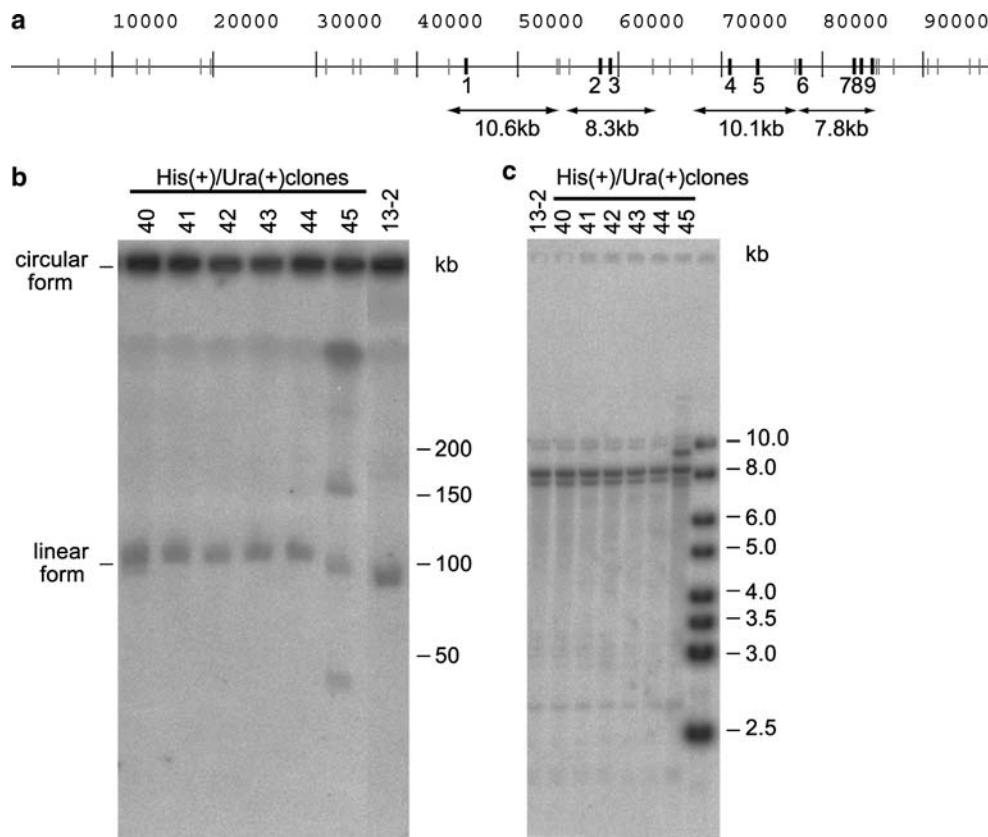 a
10000 20000 30000 40000 50000 60000 70000 80000 90000
1 2 3 4 5 6 789
10.6kb 8.3kb 10.1kb 7.8kb
b
His(+)/Ura(+)clones
40 41 42 43 44 45 13-2
circular form
kb
200
150
linear form
100
50
c
His(+)/Ura(+)clones
13-2 40 41 42 43 44 45
kb
10.0
8.0
6.0
5.0
4.0
3.5
3.0
2.5